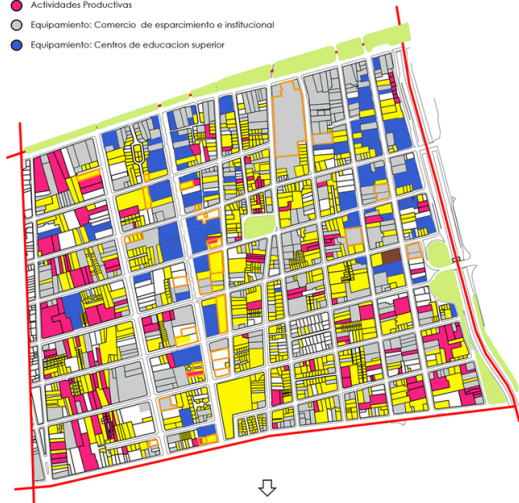 Actividades Productivas
Equipamiento: Comercio de esparcimiento e institucional
Equipamiento: Centros de educacion superior